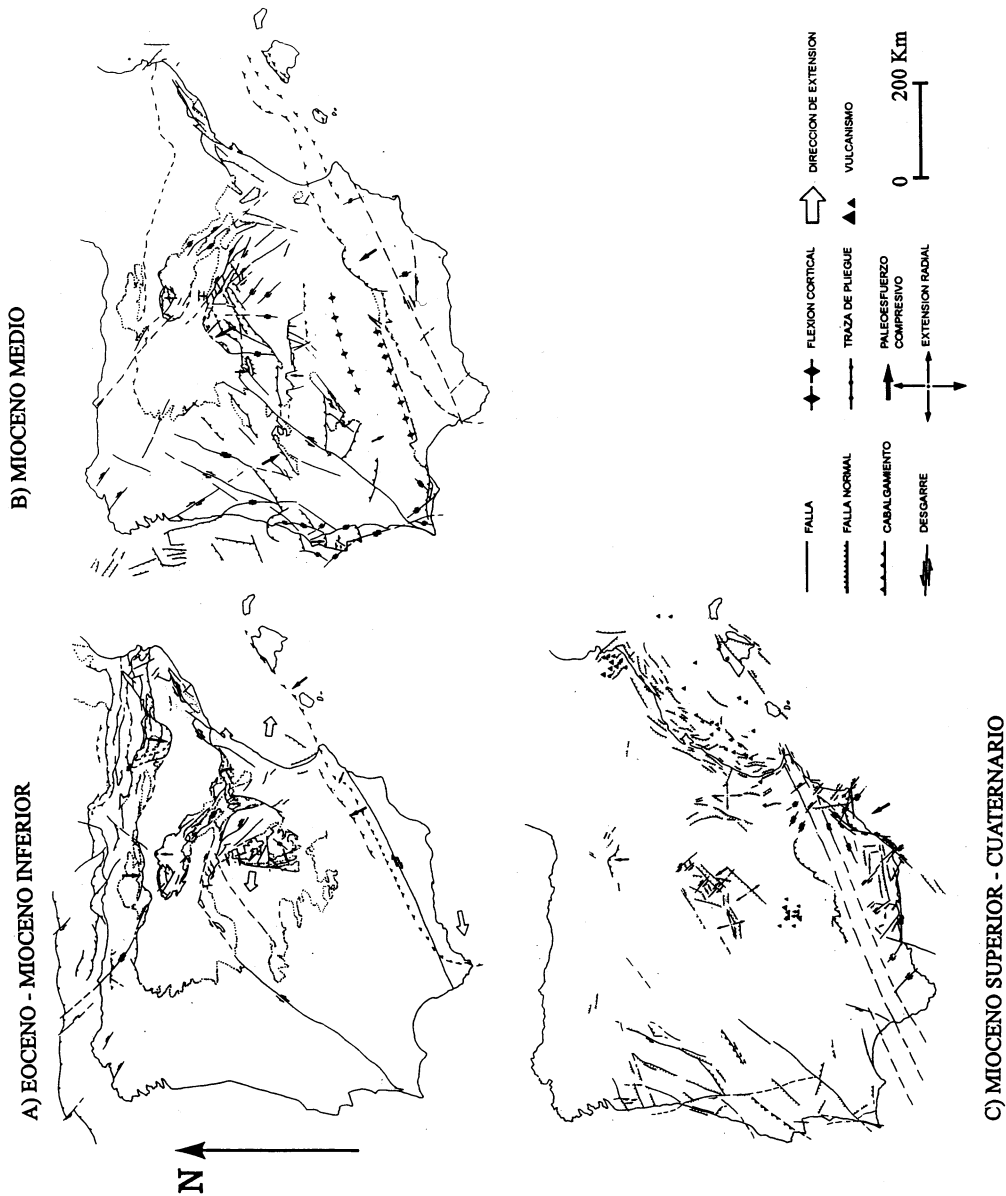 A) EOCENO - MIOCENO INFERIOR
B) MIOCENO MEDIO
N
C) MIOCENO SUPERIOR - CUATERNARIO
FALLA
FALLA NORMAL
CABALGAMIENTO
DESGARRE
FLEXION CORTICAL
TRAZA DE PLIEGUE
PALEOESFUERZO
COMPRESIVO
EXTENSION RADIAL
DIRECCION DE EXTENSION
VULCANISMO
0 200 Km